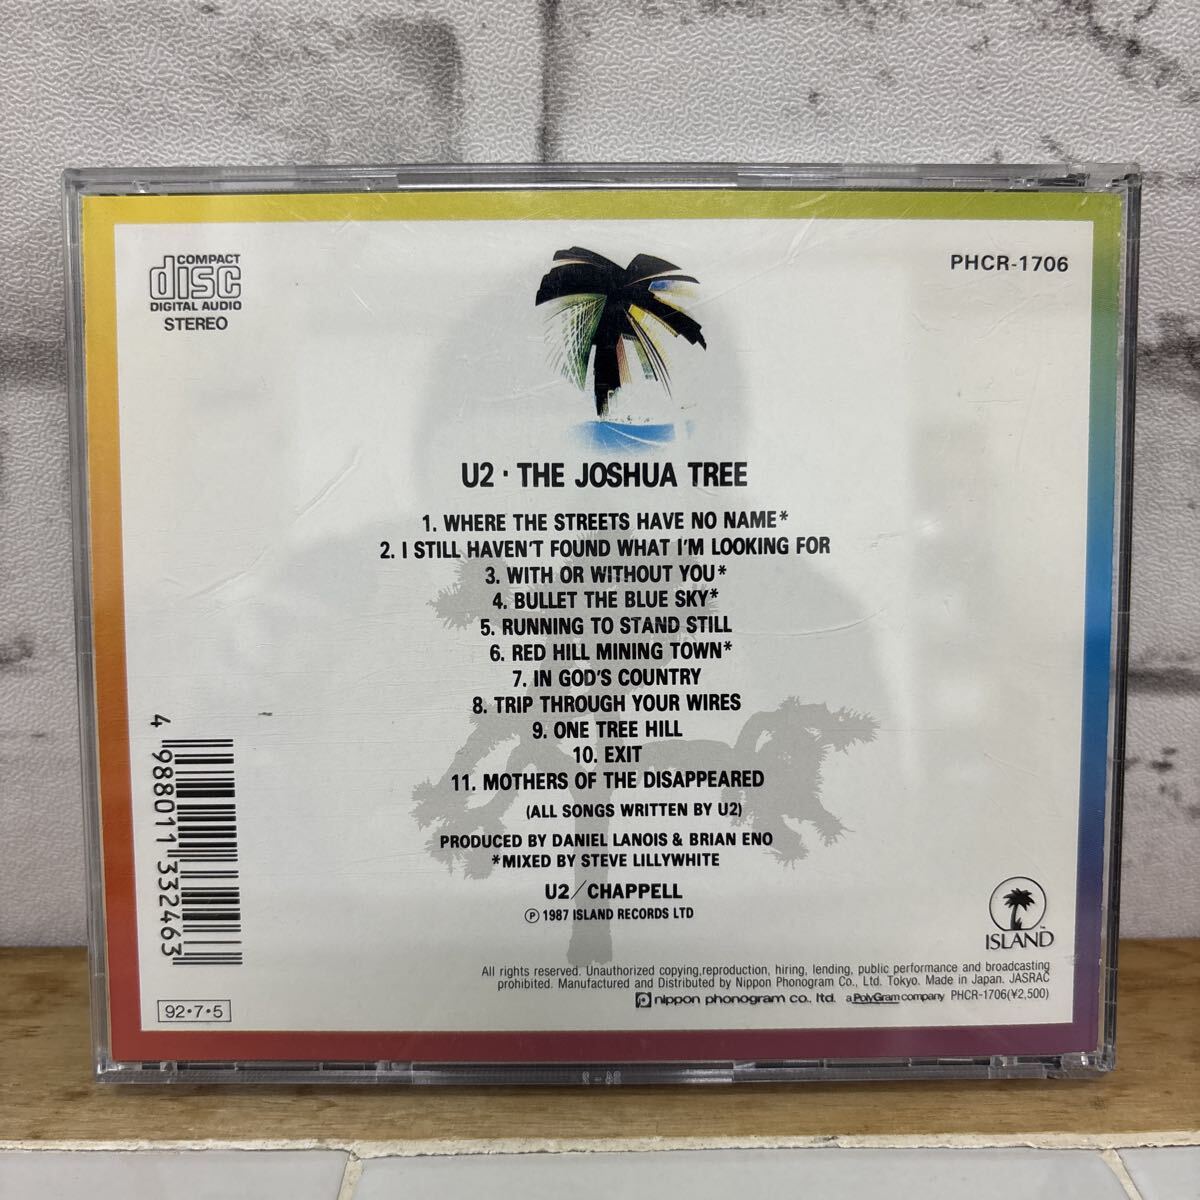 COMPACT
disc
DIGITAL AUDIO
STEREO
PHCR-1706
U2・THE JOSHUA TREE
1. WHERE THE STREETS HAVE NO NAME*
2. I STILL HAVEN'T FOUND WHAT I'M LOOKING FOR
3. WITH OR WITHOUT YOU*
4. BULLET THE BLUE SKY*
5. RUNNING TO STAND STILL
6. RED HILL MINING TOWN*
7. IN GOD'S COUNTRY
8. TRIP THROUGH YOUR WIRES
9. ONE TREE HILL
10. EXIT
11. MOTHERS OF THE DISAPPEARED
(ALL SONGS WRITTEN BY U2)
PRODUCED BY DANIEL LANOIS & BRIAN ENO
*MIXED BY STEVE LILLYWHITE
U2/CHAPPELL
Ⓟ 1987 ISLAND RECORDS LTD
4 988011 332463
ISLAND™
All rights reserved. Unauthorized copying,reproduction, hiring, lending, public performance and broadcasting
prohibited. Manufactured and Distributed by Nippon Phonogram Co., Ltd. Tokyo. Made in Japan. JASRAC
nippon phonogram co., ltd. a PolyGram company PHCR-1706(¥2,500)
92・7・5